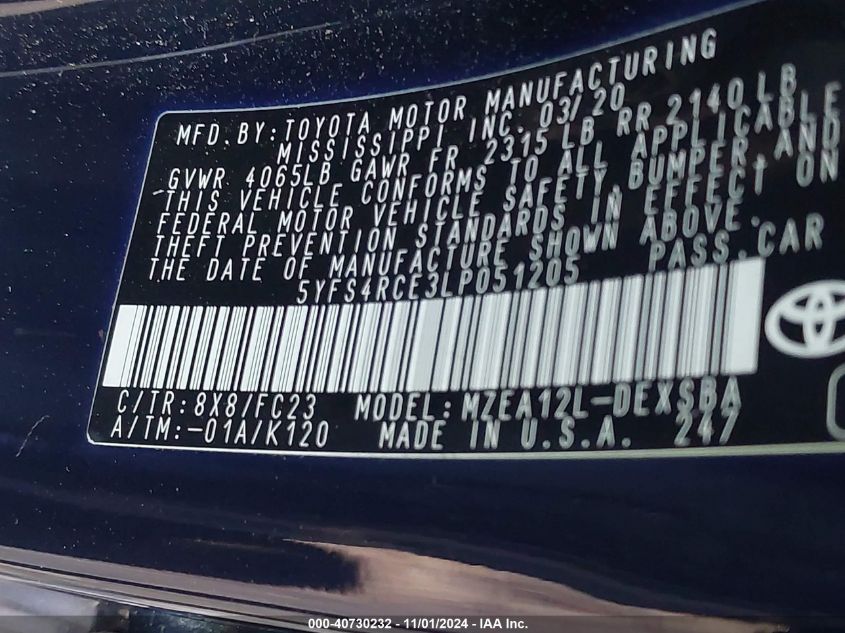 MFD. BY: TOYOTA MOTOR MANUFACTURING
MISSISSIPPI INC. 03/20
GVWR 4065LB GAWR FR 2315 LB RR 2140LB
THIS VEHICLE CONFORMS TO ALL APPLICABLE
FEDERAL MOTOR VEHICLE SAFETY, BUMPER, AND
THEFT PREVENTION STANDARDS IN EFFECT ON
THE DATE OF MANUFACTURE SHOWN ABOVE.
5YFS4RCE3LP051205 PASS. CAR
C/TR: 8X8/FC23 MODEL: MZEA12L-DEXSBA
A/TM:-01A/K120 MADE IN U.S.A. 247
000-40730232 - 11/01/2024 - IAA Inc.